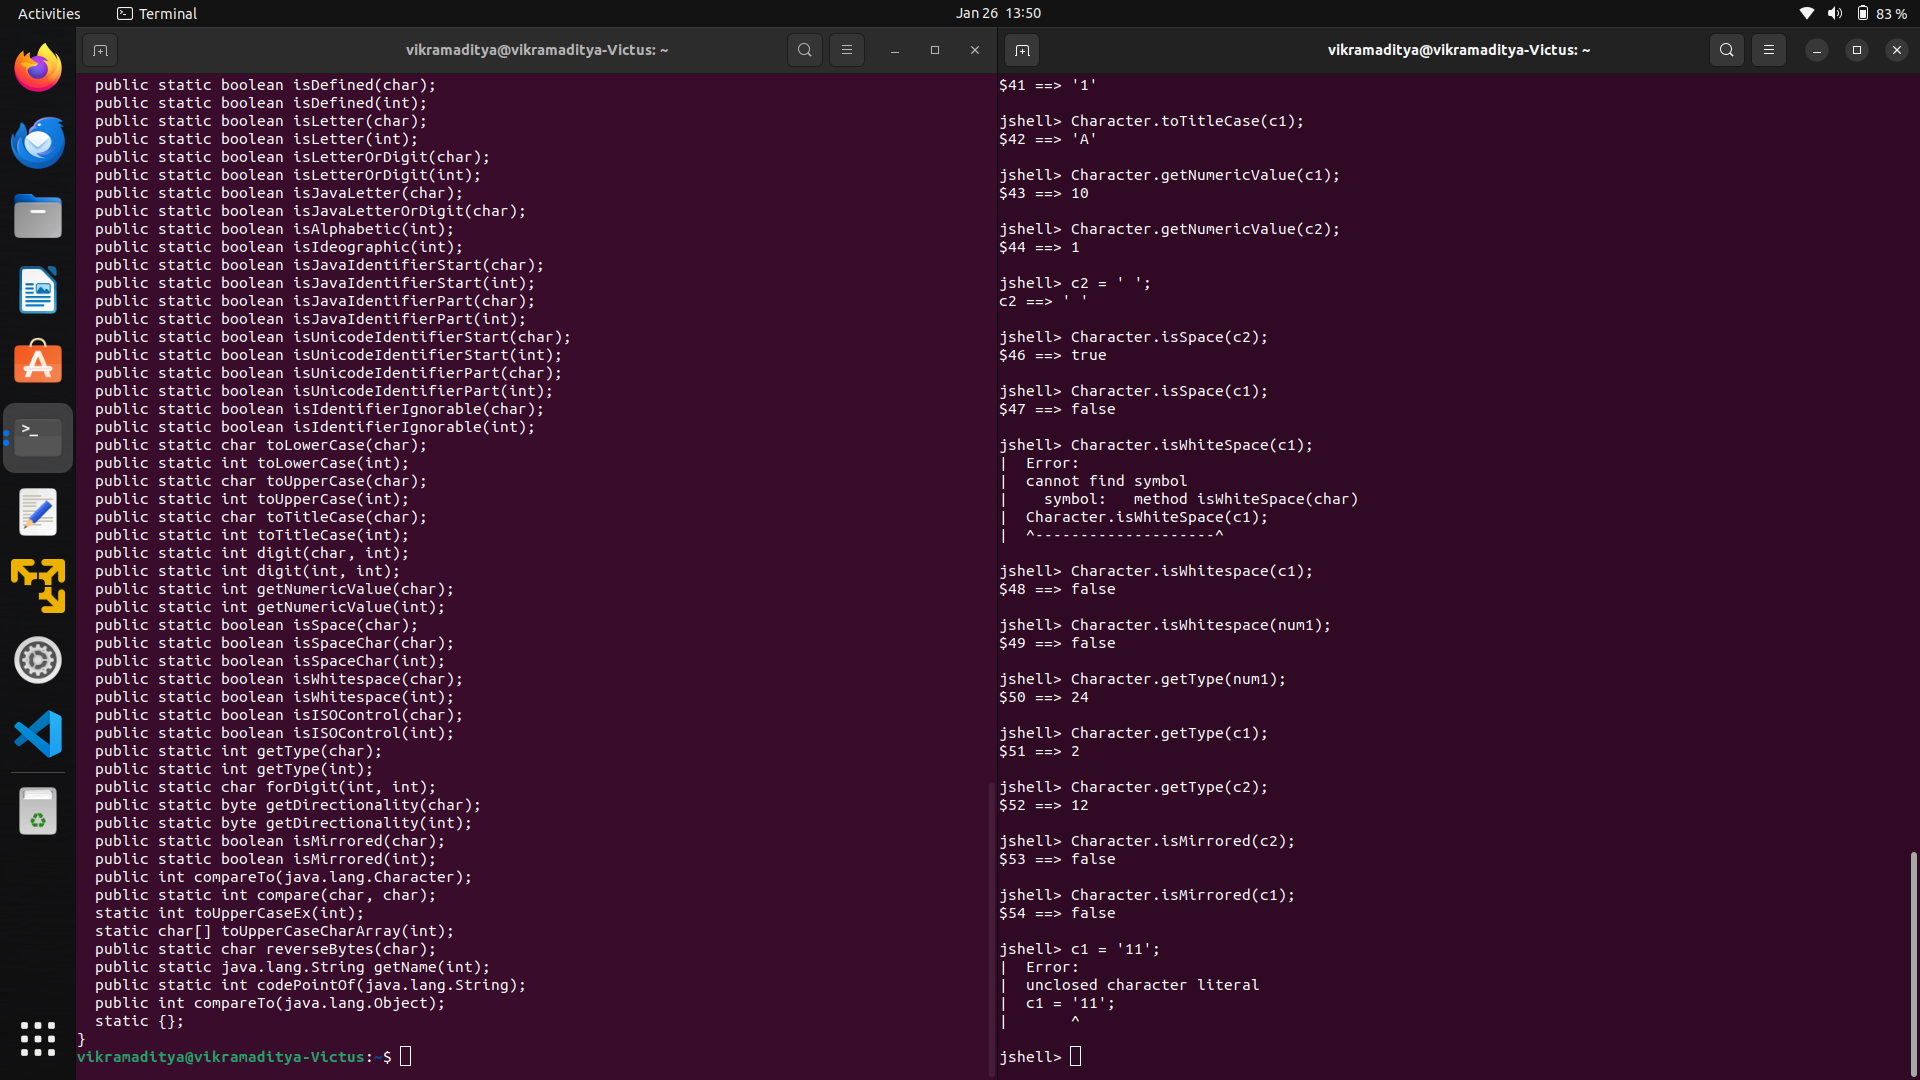 Activities
Terminal
Jan 26 13:50
83 %
vikramaditya@vikramaditya-Victus: ~
public static boolean isDefined(char);
public static boolean isDefined(int);
public static boolean isLetter(char);
public static boolean isLetter(int);
public static boolean isLetterOrDigit(char);
public static boolean isLetterOrDigit(int);
public static boolean isJavaLetter(char);
public static boolean isJavaLetterOrDigit(char);
public static boolean isAlphabetic(int);
public static boolean isIdeographic(int);
public static boolean isJavaIdentifierStart(char);
public static boolean isJavaIdentifierStart(int);
public static boolean isJavaIdentifierPart(char);
public static boolean isJavaIdentifierPart(int);
public static boolean isUnicodeIdentifierStart(char);
public static boolean isUnicodeIdentifierStart(int);
public static boolean isUnicodeIdentifierPart(char);
public static boolean isUnicodeIdentifierPart(int);
public static boolean isIdentifierIgnorable(char);
public static boolean isIdentifierIgnorable(int);
public static char toLowerCase(char);
public static int toLowerCase(int);
public static char toUpperCase(char);
public static int toUpperCase(int);
public static char toTitleCase(char);
public static int toTitleCase(int);
public static int digit(char, int);
public static int digit(int, int);
public static int getNumericValue(char);
public static int getNumericValue(int);
public static boolean isSpace(char);
public static boolean isSpaceChar(char);
public static boolean isSpaceChar(int);
public static boolean isWhitespace(char);
public static boolean isWhitespace(int);
public static boolean isISOControl(char);
public static boolean isISOControl(int);
public static int getType(char);
public static int getType(int);
public static char forDigit(int, int);
public static byte getDirectionality(char);
public static byte getDirectionality(int);
public static boolean isMirrored(char);
public static boolean isMirrored(int);
public int compareTo(java.lang.Character);
public static int compare(char, char);
static int toUpperCaseEx(int);
static char[] toUpperCaseCharArray(int);
public static char reverseBytes(char);
public static java.lang.String getName(int);
public static int codePointOf(java.lang.String);
public int compareTo(java.lang.Object);
static {};
}
vikramaditya@vikramaditya-Victus:~$
vikramaditya@vikramaditya-Victus: ~
$41 ==> '1'
jshell> Character.toTitleCase(c1);
$42 ==> 'A'
jshell> Character.getNumericValue(c1);
$43 ==> 10
jshell> Character.getNumericValue(c2);
$44 ==> 1
jshell> c2 = ' ';
c2 ==> ' '
jshell> Character.isSpace(c2);
$46 ==> true
jshell> Character.isSpace(c1);
$47 ==> false
jshell> Character.isWhiteSpace(c1);
|  Error:
|  cannot find symbol
|    symbol:   method isWhiteSpace(char)
|  Character.isWhiteSpace(c1);
|  ^--------------------^
jshell> Character.isWhitespace(c1);
$48 ==> false
jshell> Character.isWhitespace(num1);
$49 ==> false
jshell> Character.getType(num1);
$50 ==> 24
jshell> Character.getType(c1);
$51 ==> 2
jshell> Character.getType(c2);
$52 ==> 12
jshell> Character.isMirrored(c2);
$53 ==> false
jshell> Character.isMirrored(c1);
$54 ==> false
jshell> c1 = '11';
|  Error:
|  unclosed character literal
|  c1 = '11';
|       ^
jshell>